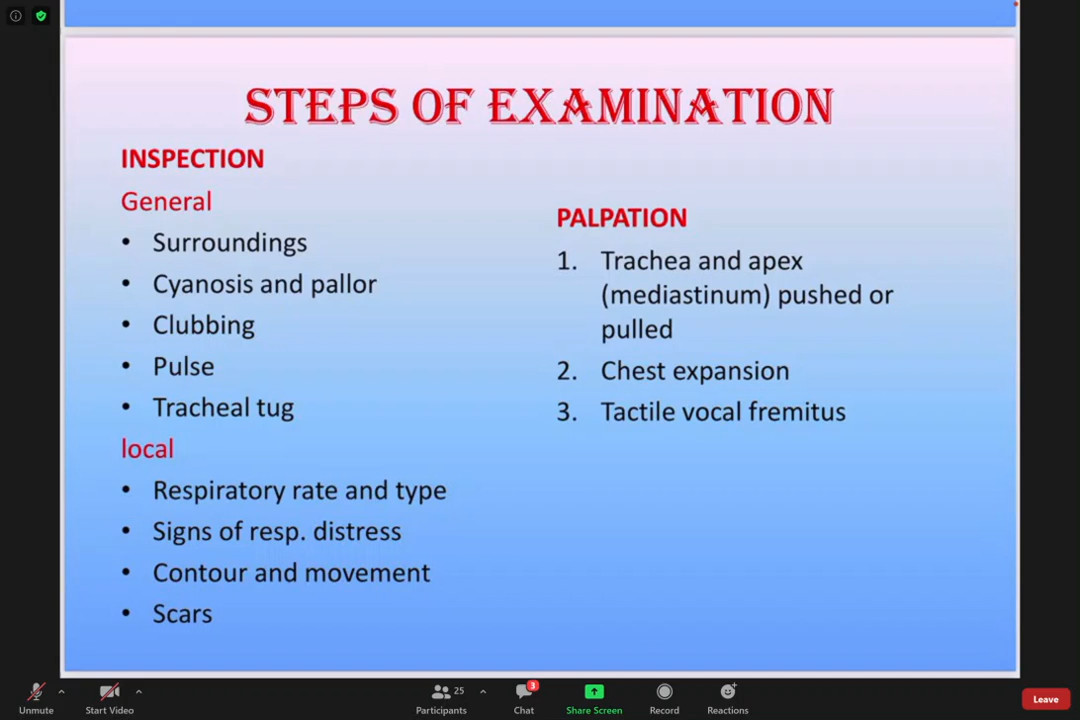 STEPS OF EXAMINATION
INSPECTION
General
• Surroundings
• Cyanosis and pallor
• Clubbing
• Pulse
• Tracheal tug
local
• Respiratory rate and type
• Signs of resp. distress
• Contour and movement
• Scars
PALPATION
1. Trachea and apex
(mediastinum) pushed or
pulled
2. Chest expansion
3. Tactile vocal fremitus
Unmute
Start Video
25
Participants
3
Chat
Share Screen
Record
Reactions
Leave